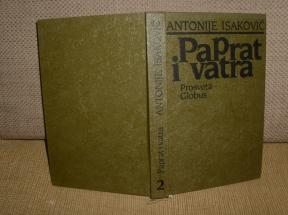 ANTONIJE ISAKOVIĆ
PaPrat
i vatra
Prosveta
Globus
ANTONIJE ISAKOVIĆ
Paprat i vatra
2